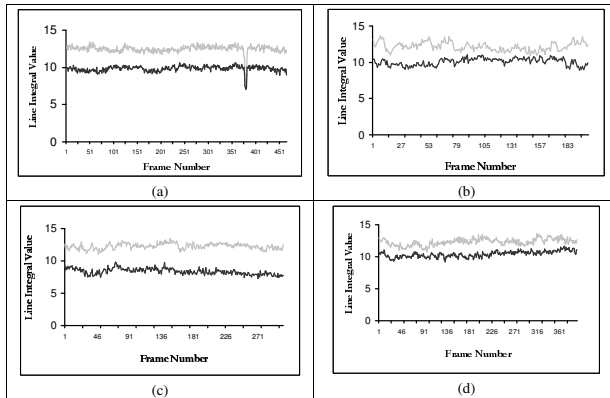 Line Integral Value
15
10
5
0
1 51 101 151 201 251 301 351 401 451
Frame Number
(a)
Line Integral Value
15
10
5
0
1 27 53 79 105 131 157 183
Frame Number
(b)
Line Integral Value
15
10
5
0
1 46 91 136 181 226 271
Frame Number
(c)
Line Integral Value
15
10
5
0
1 46 91 136 181 226 271 316 361
Frame Number
(d)